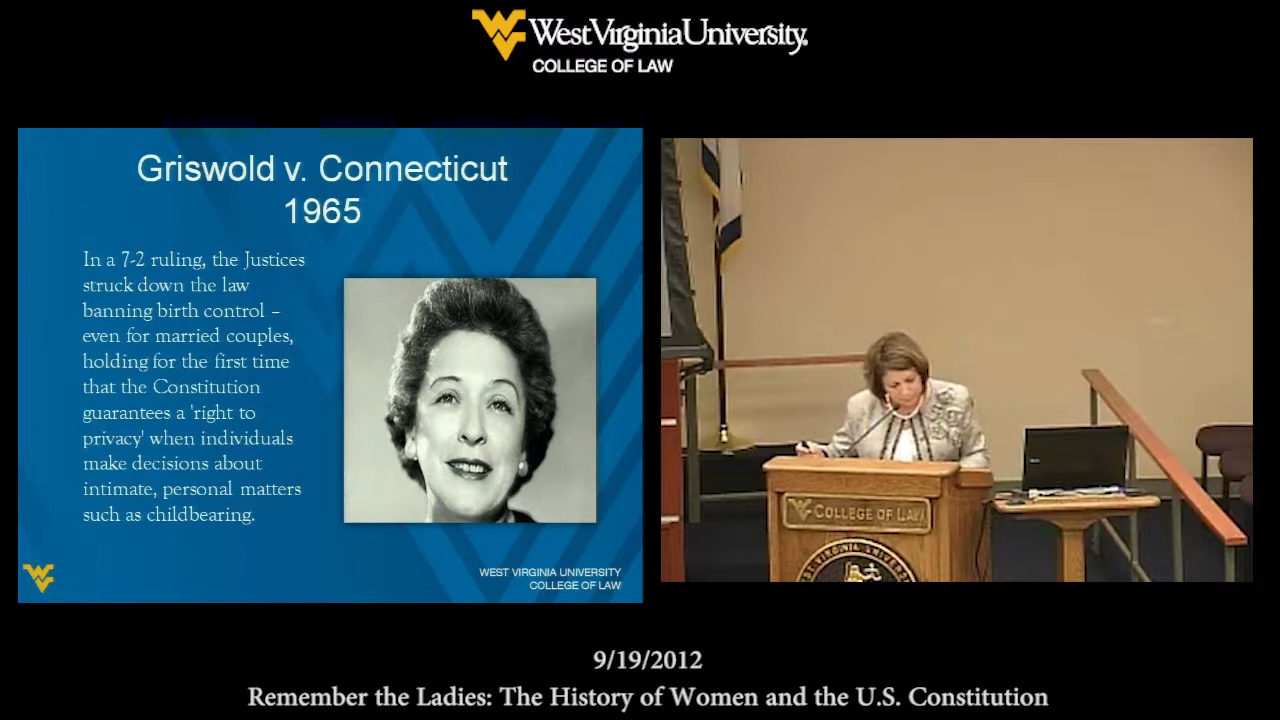 West Virginia University.
COLLEGE OF LAW
Griswold v. Connecticut
1965
In a 7-2 ruling, the Justices
struck down the law
banning birth control –
even for married couples,
holding for the first time
that the Constitution
guarantees a 'right to
privacy' when individuals
make decisions about
intimate, personal matters
such as childbearing.
WEST VIRGINIA UNIVERSITY
COLLEGE OF LAW
COLLEGE OF LAW
WEST VIRGINIA UNIVERSITY
9/19/2012
Remember the Ladies: The History of Women and the U.S. Constitution